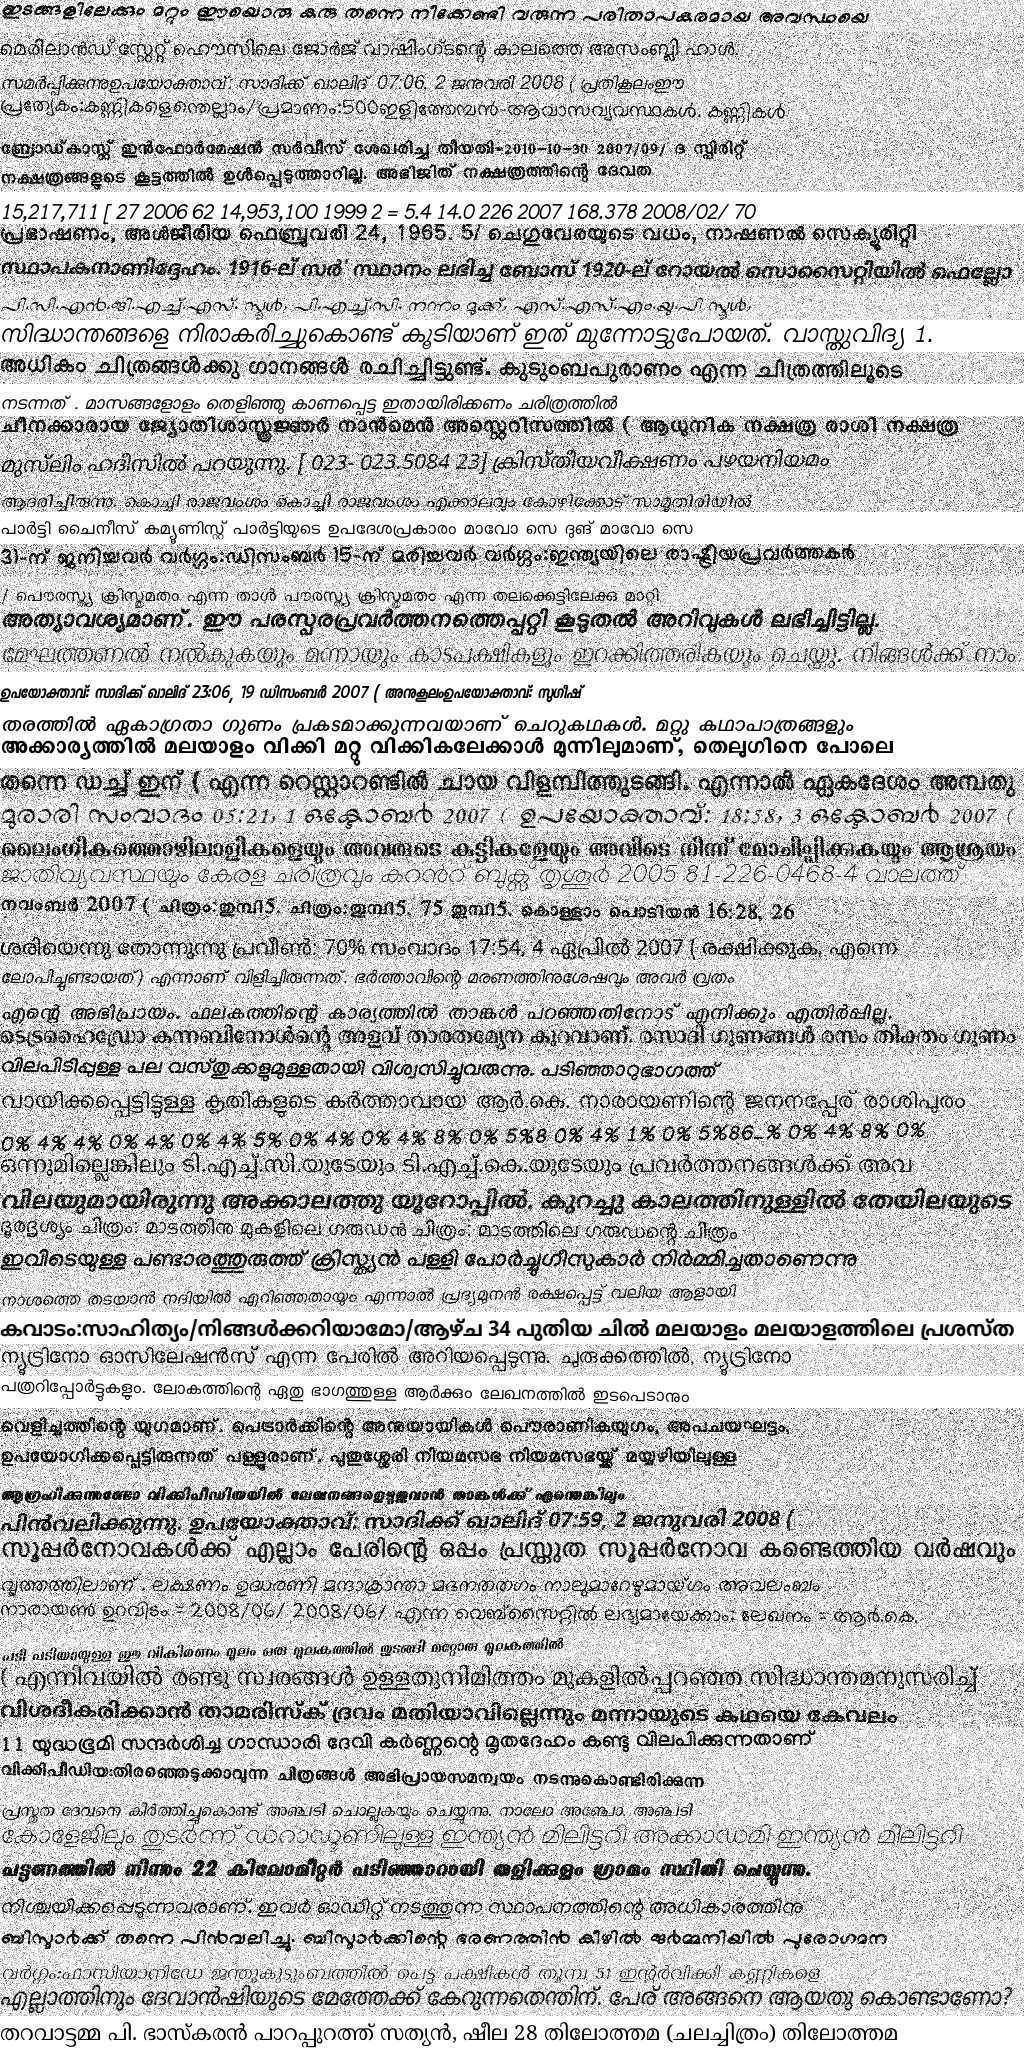 ഇടങ്ങളിലേക്കും മറ്റും ഈയൊരു കരു തന്നെ നീക്കേണ്ടി വരുന്ന പരിതാപകരമായ അവസ്ഥയെ
മെരിലാൻഡ് സ്റ്റേറ്റ് ഹൌസിലെ ജോർജ് വാഷിംഗ്ടന്റെ കാലത്തെ അസംബ്ലി ഹാൾ.
സമർപ്പിക്കുന്നുഉപയോക്താവ്: സാദിക്ക് ഖാലിദ് 07:06, 2 ജനുവരി 2008 ( പ്രതികൂലംഈ
പ്രത്യേകം:കണ്ണികളെന്തെല്ലാം/പ്രമാണം:500ഇളിത്തേമ്പൻ-ആവാസവ്യവസ്ഥകൾ. കണ്ണികൾ
ബ്രോഡ്കാസ്റ്റ് ഇൻഫോർമേഷൻ സർവീസ് ശേഖരിച്ച തീയതി-2010-10-30 2007/09/ ദ സ്പിരിറ്റ്
നക്ഷത്രങ്ങളുടെ കൂട്ടത്തിൽ ഉൾപ്പെടുത്താറില്ല. അഭിജിത് നക്ഷത്രത്തിന്റെ ദേവത
15,217,711 [ 27 2006 62 14,953,100 1999 2 = 5.4 14.0 226 2007 168.378 2008/02/ 70
പ്രഭാഷണം, അൾജീരിയ ഫെബ്രുവരി 24, 1965. 5/ ചെഗുവേരയുടെ വധം, നാഷണൽ സെക്യൂരിറ്റി
സ്ഥാപകനാണിദ്ദേഹം. 1916-ല് സർ' സ്ഥാനം ലഭിച്ച ബോസ് 1920-ല് റോയൽ സൊസൈറ്റിയിൽ ഫെല്ലോ
പി.സി.എൻ.ജി.എച്ച്.എസ്. സ്കൂൾ, പി.എച്ച്.സി. നന്നം മുക്ക്, എസ്.എസ്.എം.യു.പി സ്കൂൾ,
സിദ്ധാന്തങ്ങളെ നിരാകരിച്ചുകൊണ്ട് കൂടിയാണ് ഇത് മുന്നോട്ടുപോയത്. വാസ്തുവിദ്യ 1.
അധികം ചിത്രങ്ങൾക്കു ഗാനങ്ങൾ രചിച്ചിട്ടുണ്ട്. കുടുംബപുരാണം എന്ന ചിത്രത്തിലൂടെ
നടന്നത് . മാസങ്ങളോളം തെളിഞ്ഞു കാണപ്പെട്ട ഇതായിരിക്കണം ചരിത്രത്തിൽ
ചീനക്കാരായ ജ്യോതിശാസ്ത്രജ്ഞർ നാൻമെൻ അസ്റ്റെറിസത്തിൽ ( ആധുനിക നക്ഷത്ര രാശി നക്ഷത്ര
മുസ്ലിം ഹദീസിൽ പറയുന്നു. [ 023- 023.5084 23] ക്രിസ്തീയവീക്ഷണം പഴയനിയമം
ആദരിച്ചിരുന്നു. കൊച്ചി രാജവംശം കൊച്ചി രാജവംശം എക്കാലവും കോഴിക്കോട് സാമൂതിരിയിൽ
പാർട്ടി ചൈനീസ് കമ്യൂണിസ്റ്റ് പാർട്ടിയുടെ ഉപദേശപ്രകാരം മാവോ സെ ദുങ് മാവോ സെ
31-ന് ജനിച്ചവർ വർഗ്ഗം:ഡിസംബർ 15-ന് മരിച്ചവർ വർഗ്ഗം:ഇന്ത്യയിലെ രാഷ്ട്രീയപ്രവർത്തകർ
/ പൌരസ്ത്യ ക്രിസ്തുമതം എന്ന താൾ പൗരസ്ത്യ ക്രിസ്തുമതം എന്ന തലക്കെട്ടിലേക്കു മാറ്റി
അത്യാവശ്യമാണ്. ഈ പരസ്പരപ്രവർത്തനത്തെപ്പറ്റി കൂടുതൽ അറിവുകൾ ലഭിച്ചിട്ടില്ല.
മേഘത്തണൽ നൽകുകയും മന്നായും കാടപക്ഷികളും ഇറക്കിത്തരികയും ചെയ്തു. നിങ്ങൾക്ക് നാം
ഉപയോക്താവ്: സാദിക്ക് ഖാലിദ് 23:06, 19 ഡിസംബർ 2007 ( അനുകൂലംഉപയോക്താവ്: സുഗീഷ്
തരത്തിൽ ഏകാഗ്രതാ ഗുണം പ്രകടമാക്കുന്നവയാണ് ചെറുകഥകൾ. മറ്റു കഥാപാത്രങ്ങളും
അക്കാര്യത്തിൽ മലയാളം വിക്കി മറ്റു വിക്കികലേക്കാൾ മുന്നിലുമാണ്, തെലുഗിനെ പോലെ
തന്നെ ഡച്ച് ഇന് ( എന്ന റെസ്റ്റാറണ്ടിൽ ചായ വിളമ്പിത്തുടങ്ങി. എന്നാൽ ഏകദേശം അമ്പതു
മുരാരി സംവാദം 05:21, 1 ഒക്ടോബർ 2007 ( ഉപയോക്താവ്: 18:58, 3 ഒക്ടോബർ 2007 (
ലൈംഗീകത്തൊഴിലാളികളെയും അവരുടെ കുട്ടികളേയും അവിടെ നിന്ന് മോചിപ്പിക്കുകയും ആശ്രയം
ജാതിവ്യവസ്ഥയും കേരള ചരിത്രവും കറൻറ് ബുക്സ് തൃശൂർ 2005 81-226-0468-4 വാലത്ത്
നവംബർ 2007 ( ചിത്രം:തുമ്പി5. ചിത്രം:തുമ്പി5. 75 തുമ്പി5. കൊള്ളാം പൊടിയൻ 16:28, 26
ശരിയെന്നു തോന്നുന്നു പ്രവീൺ: 70% സംവാദം 17:54, 4 ഏപ്രിൽ 2007 ( രക്ഷിക്കുക, എന്നെ
ലോപിച്ചുണ്ടായത്) എന്നാണ് വിളിച്ചിരുന്നത്. ഭർത്താവിന്റെ മരണത്തിനുശേഷവും അവർ വ്രതം
എന്റെ അഭിപ്രായം. ഫലകത്തിന്റെ കാര്യത്തിൽ താങ്കൾ പറഞ്ഞതിനോട് എനിക്കും എതിർപ്പില്ല.
ടെട്രഹൈഡ്രോ കന്നബിനോൾന്റെ അളവ് താരതമ്യേന കുറവാണ്. രസാദി ഗുണങ്ങൾ രസം തിക്തം ഗുണം
വിലപിടിപ്പുള്ള പല വസ്തുക്കളുമുള്ളതായി വിശ്വസിച്ചുവരുന്നു. പടിഞ്ഞാറുഭാഗത്ത്
വായിക്കപ്പെട്ടിട്ടുള്ള കൃതികളുടെ കർത്താവായ ആർ.കെ. നാരായണിന്റെ ജനനപ്പേര് രാശിപുരം
0% 4% 4% 0% 4% 0% 4% 5% 0% 4% 0% 4% 8% 0% 5%8 0% 4% 1% 0% 5%86_% 0% 4% 8% 0%
ഒന്നുമില്ലെങ്കിലും ടി.എച്ച്.സി.യുടേയും ടി.എച്ച്.കെ.യുടേയും പ്രവർത്തനങ്ങൾക്ക് അവ
വിലയുമായിരുന്നു അക്കാലത്തു യൂറോപ്പിൽ. കുറച്ചു കാലത്തിനുള്ളിൽ തേയിലയുടെ
ദൂരദൃശ്യം ചിത്രം: മാടത്തിനു മുകളിലെ ഗരുഡൻ ചിത്രം: മാടത്തിലെ ഗരുഡന്റെ ചിത്രം
ഇവിടെയുള്ള പണ്ടാരത്തുരുത്ത് ക്രിസ്ത്യൻ പള്ളി പോർച്ചുഗീസുകാർ നിർമ്മിച്ചതാണെന്നു
നാശത്തെ തടയാൻ നദിയിൽ എറിഞ്ഞതായും എന്നാൽ പ്രദ്യുമ്നൻ രക്ഷപ്പെട്ട് വലിയ ആളായി
കവാടം:സാഹിത്യം/നിങ്ങൾക്കറിയാമോ/ആഴ്ച 34 പുതിയ ചിൽ മലയാളം മലയാളത്തിലെ പ്രശസ്ത
ന്യൂട്രിനോ ഓസിലേഷൻസ് എന്ന പേരിൽ അറിയപ്പെടുന്നു. ചുരുക്കത്തിൽ, ന്യൂട്രിനോ
പത്രറിപ്പോർട്ടുകളും. ലോകത്തിന്റെ ഏതു ഭാഗത്തുള്ള ആർക്കും ലേഖനത്തിൽ ഇടപെടാനും
വെളിച്ചത്തിന്റെ യുഗമാണ്. പെട്രാർക്കിന്റെ അനുയായികൾ പൌരാണികയുഗം, അപചയഘട്ടം,
ഉപയോഗിക്കപ്പെട്ടിരുന്നത് പള്ളൂരാണ്. പുതുശ്ശേരി നിയമസഭ നിയമസഭയ്ക്ക് മയ്യഴിയിലുള്ള
ആഗ്രഹിക്കുന്നുണ്ടോ വിക്കിപീഡിയയിൽ ലേഖനങ്ങളെഴുതുവാൻ താങ്കൾക്ക് ഏതെങ്കിലും
പിൻവലിക്കുന്നു. ഉപയോക്താവ്: സാദിക്ക് ഖാലിദ് 07:59, 2 ജനുവരി 2008 (
സൂപ്പർനോവകൾക്ക് എല്ലാം പേരിന്റെ ഒപ്പം പ്രസ്തുത സൂപ്പർനോവ കണ്ടെത്തിയ വർഷവും
വൃത്തത്തിലാണ്. ലക്ഷണം ഉദ്ധരണി മന്ദാക്രാന്താ മദനതതഗം നാലുമാറേഴുമായ്ഗം അവലംബം
നാരായൺ ഉറവിടം = 2008/06/ 2008/06/ എന്ന വെബ്സൈറ്റിൽ ലഭ്യമായേക്കാം; ലേഖനം = ആർ.കെ.
പട്ടി പടിയായുള്ള ഈ വികിരണം മൂലം ഒരു മൂലകത്തിൽ തുടങ്ങി മറ്റൊരു മൂലകത്തിൽ
( എന്നിവയിൽ രണ്ടു സ്വരങ്ങൾ ഉള്ളതുനിമിത്തം മുകളിൽപ്പറഞ്ഞ സിദ്ധാന്തമനുസരിച്ച്
വിശദീകരിക്കാൻ താമരിസ്ക് ദ്രവം മതിയാവില്ലെന്നും മന്നായുടെ കഥയെ കേവലം
11 യുദ്ധഭൂമി സന്ദർശിച്ച ഗാന്ധാരി ദേവി കർണ്ണന്റെ മൃതദേഹം കണ്ടു വിലപിക്കുന്നതാണ്
വിക്കിപീഡിയ:തിരഞ്ഞെടുക്കാവുന്ന ചിത്രങ്ങൾ അഭിപ്രായസമന്വയം നടന്നുകൊണ്ടിരിക്കുന്ന
പ്രസ്തുത ദേവനെ കീർത്തിച്ചുകൊണ്ട് അഞ്ചടി ചൊല്ലുകയും ചെയ്യുന്നു. നാലോ അഞ്ചോ. അഞ്ചടി
കോളേജിലും തുടർന്ന് ഡറാഡൂണിലുള്ള ഇന്ത്യൻ മിലിട്ടറി അക്കാഡമി ഇന്ത്യൻ മിലിട്ടറി
പട്ടണത്തിൽ നിന്നും 22 കിലോമീറ്റർ പടിഞ്ഞാറായി തളിക്കുളം ഗ്രാമം സ്ഥിതി ചെയ്യുന്നു.
നിശ്ചയിക്കപ്പെടുന്നവരാണ്. ഇവർ ഓഡിറ്റ് നടത്തുന്ന സ്ഥാപനത്തിന്റെ അധികാരത്തിനു
ബിസ്മാർക്ക് തന്നെ പിൻവലിച്ചു. ബിസ്മാർക്കിന്റെ ഭരണത്തിൻ കീഴിൽ ജർമ്മനിയിൽ പുരോഗമന
വർഗ്ഗം:ഫാസിയാനിഡേ ജന്തുകുടുംബത്തിൽ പെട്ട പക്ഷികൾ തൂമ്പ 51 ഇന്റർവിക്കി കണ്ണികളെ
എല്ലാത്തിനും ദേവാൻഷിയുടെ മേത്തേക്ക് കേറുന്നതെന്തിന്. പേര് അങ്ങനെ ആയതു കൊണ്ടാണോ?
തറവാട്ടമ്മ പി. ഭാസ്കരൻ പാറപ്പുറത്ത് സത്യൻ, ഷീല 28 തിലോത്തമ (ചലച്ചിത്രം) തിലോത്തമ